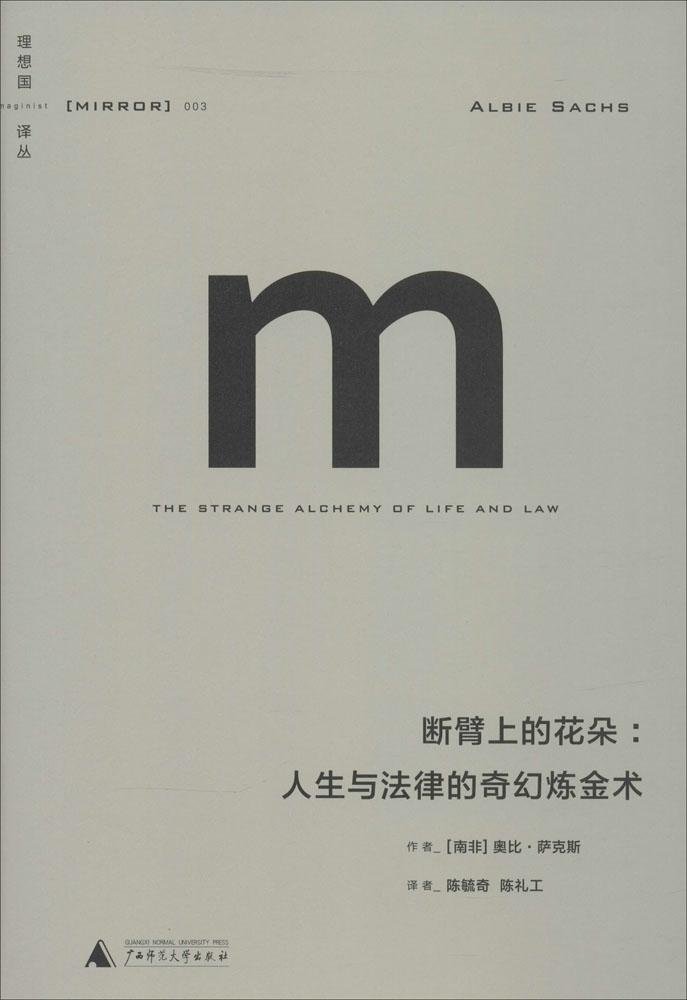 理想国
maginist
译丛
[MIRROR] 003
ALBIE SACHS
m
THE STRANGE ALCHEMY OF LIFE AND LAW
断臂上的花朵：
人生与法律的奇幻炼金术
作者_ [南非] 奥比·萨克斯
译者_ 陈毓奇 陈礼工
GUANGXI NORMAL UNIVERSITY PRESS
广西师范大学出版社